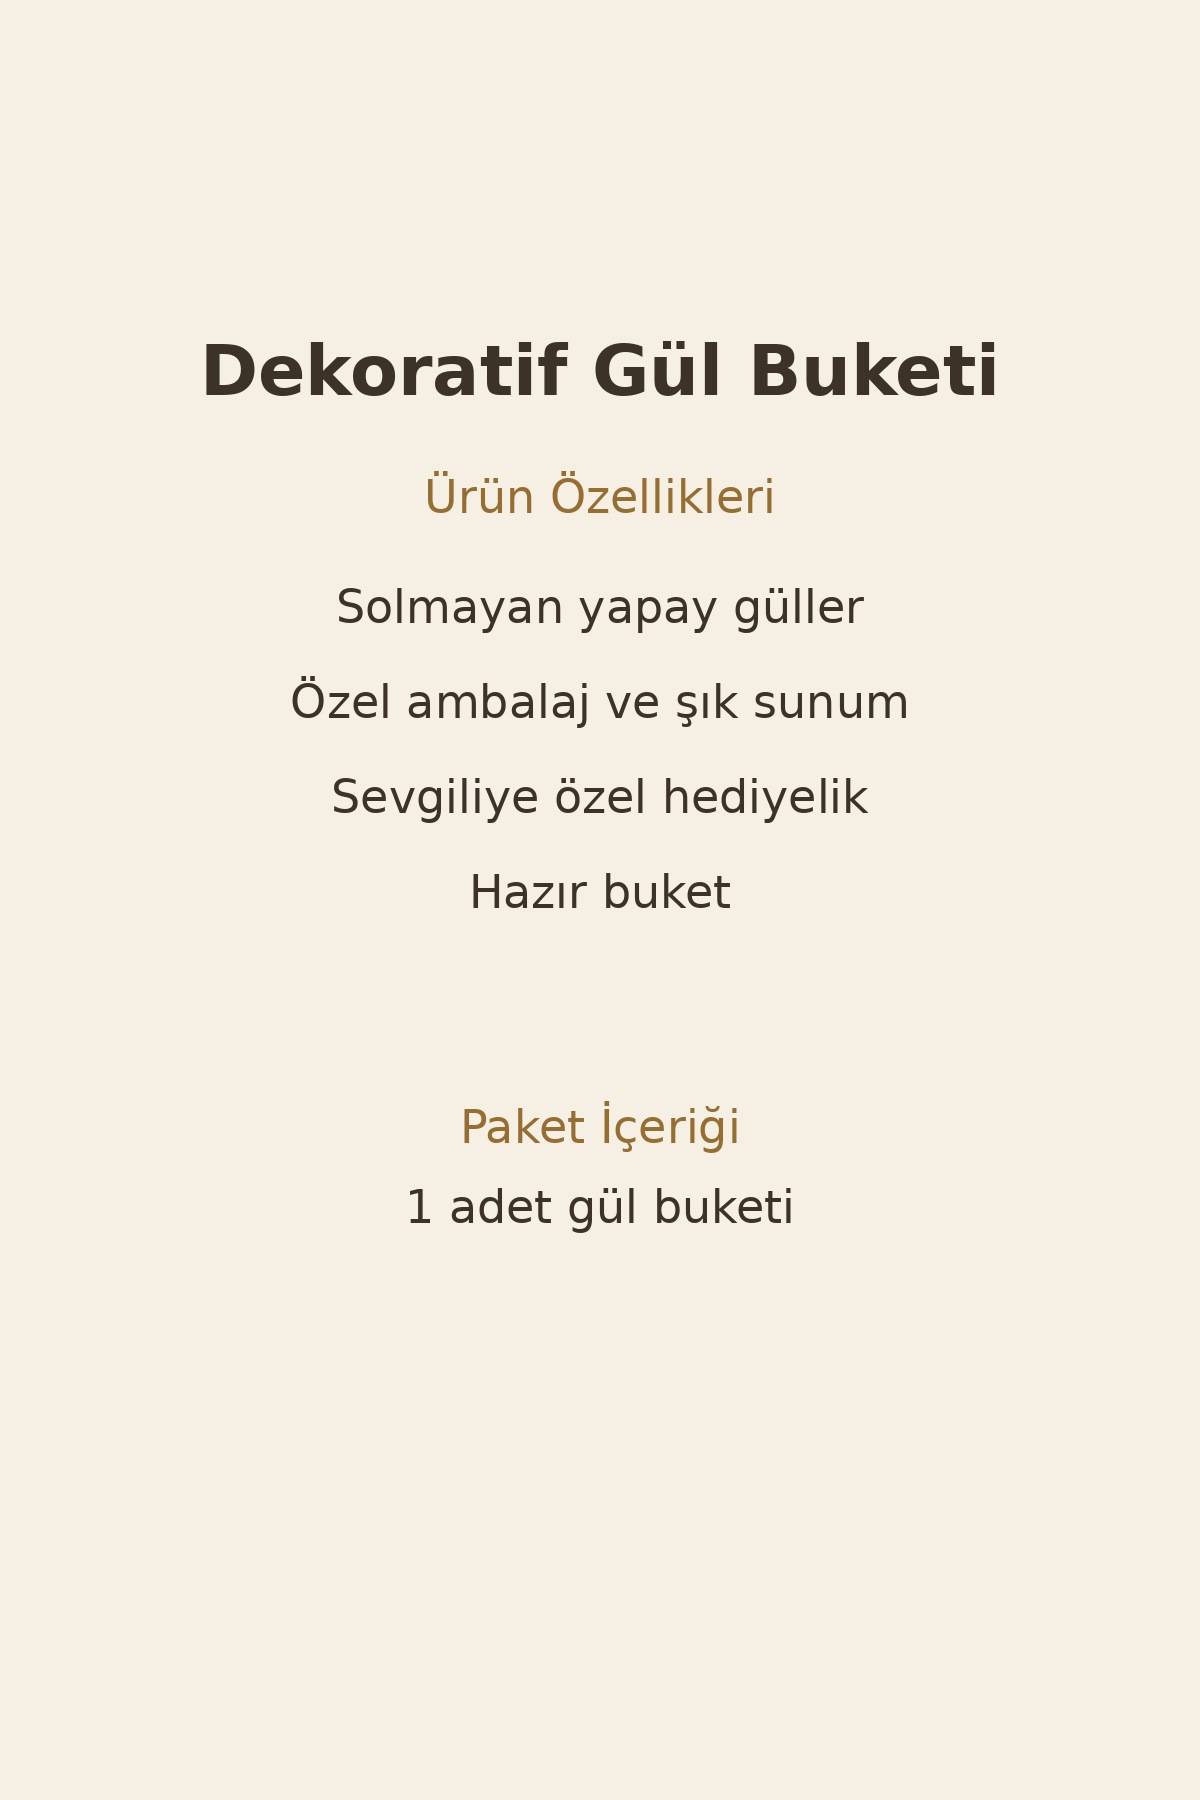 Dekoratif Gül Buketi
Ürün Özellikleri
Solmayan yapay güller
Özel ambalaj ve şık sunum
Sevgiliye özel hediyelik
Hazır buket
Paket İçeriği
1 adet gül buketi